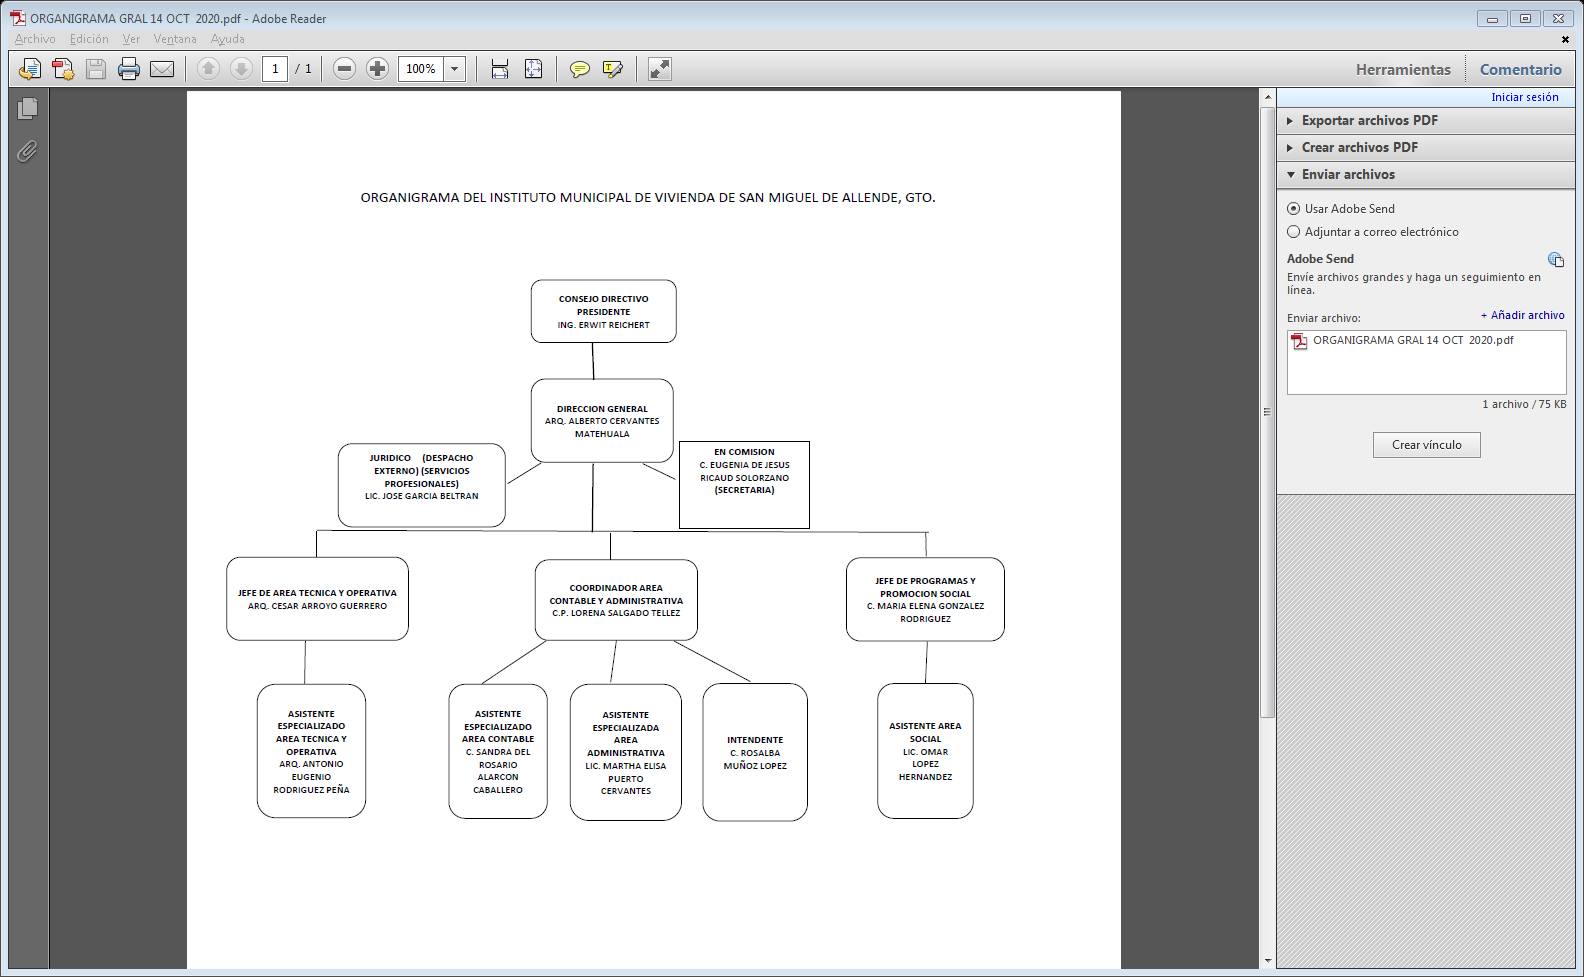 ORGANIGRAMA GRAL 14 OCT  2020.pdf - Adobe Reader
Archivo Edición Ver Ventana Ayuda
1 / 1 100% Herramientas Comentario
Iniciar sesión
Exportar archivos PDF
Crear archivos PDF
Enviar archivos
Usar Adobe Send
Adjuntar a correo electrónico
Adobe Send
Envíe archivos grandes y haga un seguimiento en
línea.
Enviar archivo: + Añadir archivo
ORGANIGRAMA GRAL 14 OCT  2020.pdf
1 archivo / 75 KB
Crear vínculo
ORGANIGRAMA DEL INSTITUTO MUNICIPAL DE VIVIENDA DE SAN MIGUEL DE ALLENDE, GTO.
CONSEJO DIRECTIVO
PRESIDENTE
ING. ERWIT REICHERT
DIRECCION GENERAL
ARQ. ALBERTO CERVANTES
MATEHUALA
JURIDICO (DESPACHO
EXTERNO) (SERVICIOS
PROFESIONALES)
LIC. JOSE GARCIA BELTRAN
EN COMISION
C. EUGENIA DE JESUS
RICAUD SOLORZANO
(SECRETARIA)
JEFE DE AREA TECNICA Y OPERATIVA
ARQ. CESAR ARROYO GUERRERO
COORDINADOR AREA
CONTABLE Y ADMINISTRATIVA
C.P. LORENA SALGADO TELLEZ
JEFE DE PROGRAMAS Y
PROMOCION SOCIAL
C. MARIA ELENA GONZALEZ
RODRIGUEZ
ASISTENTE
ESPECIALIZADO
AREA TECNICA Y
OPERATIVA
ARQ. ANTONIO
EUGENIO
RODRIGUEZ PEÑA
ASISTENTE
ESPECIALIZADO
AREA CONTABLE
C. SANDRA DEL
ROSARIO
ALARCON
CABALLERO
ASISTENTE
ESPECIALIZADA
AREA
ADMINISTRATIVA
LIC. MARTHA ELISA
PUERTO
CERVANTES
INTENDENTE
C. ROSALBA
MUÑOZ LOPEZ
ASISTENTE AREA
SOCIAL
LIC. OMAR
LOPEZ
HERNANDEZ